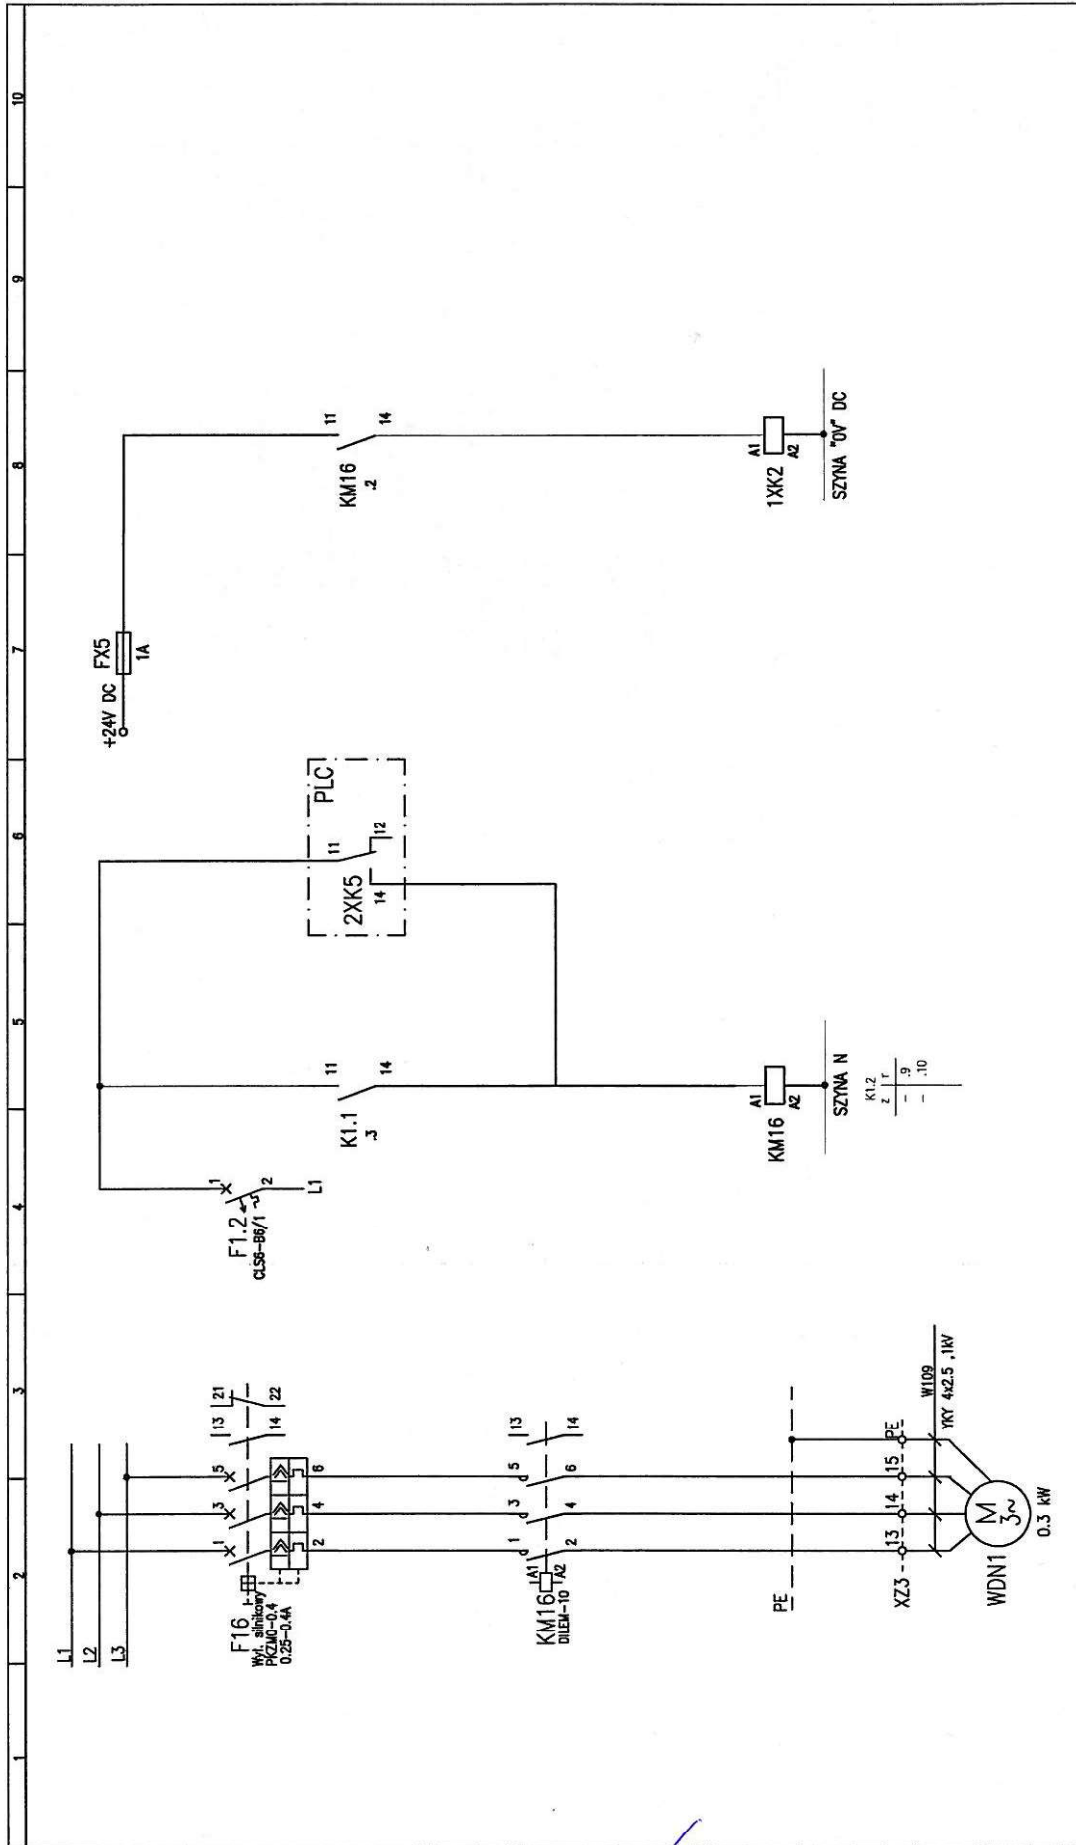 1
2
3
4
5
6
7
8
9
10
L1
L2
L3
F16
Wył. silnikowy
PKZM0-0.4
0.25-0.4A
1
3
5
13
21
2
4
6
14
22
KM16
DILEM-10
A1
A2
1
3
5
13
2
4
6
14
PE
XZ3
13
14
15
PE
W109
YKY 4x2.5 ,1kV
M
3~
WDN1
0.3 kW
F1.2
CLS6-B6/1
1
2
L1
K1.1
.3
11
14
PLC
2XK5
11
12
14
KM16
A1
A2
SZYNA N
K1.2
z r
- .9
- .10
+24V DC
FX5
1A
KM16
.2
11
14
1XK2
A1
A2
SZYNA "0V" DC